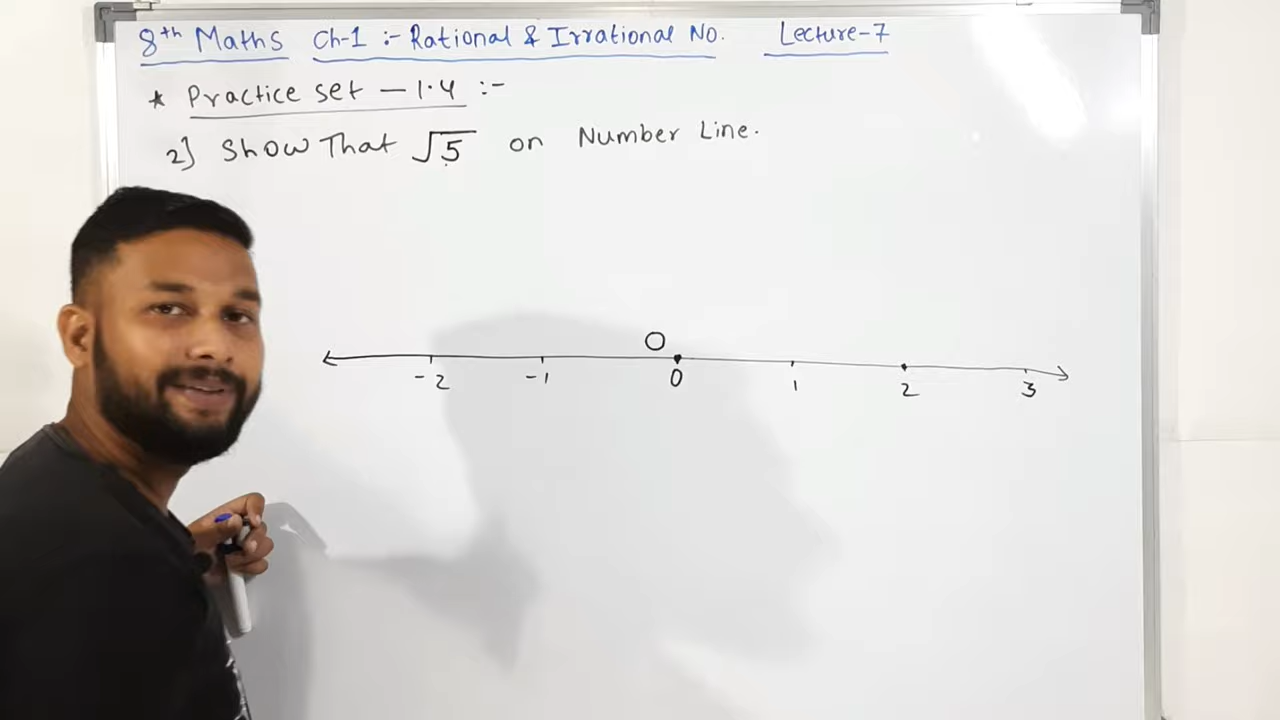 8th Maths Ch-1 :- Rational & Irrational No. Lecture-7
* Practice set - 1.4 :-
2] Show That √5 on Number Line.
O
-2 -1 0 1 2 3